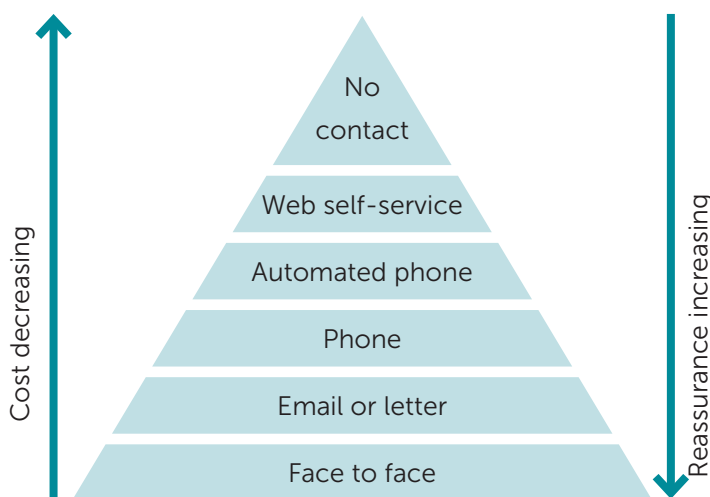 No
contact
Web self-service
Automated phone
Phone
Email or letter
Face to face
Cost decreasing
Reassurance increasing